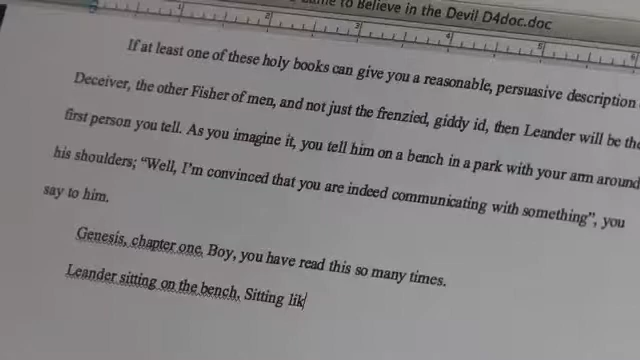 to Believe in the Devil D4doc.doc
If at least one of these holy books can give you a reasonable, persuasive description
Deceiver, the other Fisher of men, and not just the frenzied, giddy id, then Leander will be the
first person you tell. As you imagine it, you tell him on a bench in a park with your arm around
his shoulders; “Well, I’m convinced that you are indeed communicating with something”, you
say to him.
Genesis, chapter one. Boy, you have read this so many times.
Leander sitting on the bench. Sitting lik